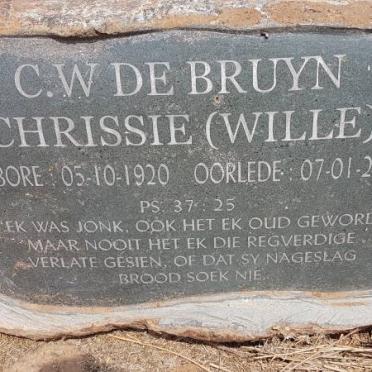 C.W DE BRUYN
CHRISSIE (WILLE)
BORE : 05-10-1920 OORLEDE : 07-01-2
PS 37 : 25
EK WAS JONK, OOK HET EK OUD GEWORD
MAAR NOOIT HET EK DIE REGVERDIGE
VERLATE GESIEN, OF DAT SY NAGESLAG
BROOD SOEK NIE.